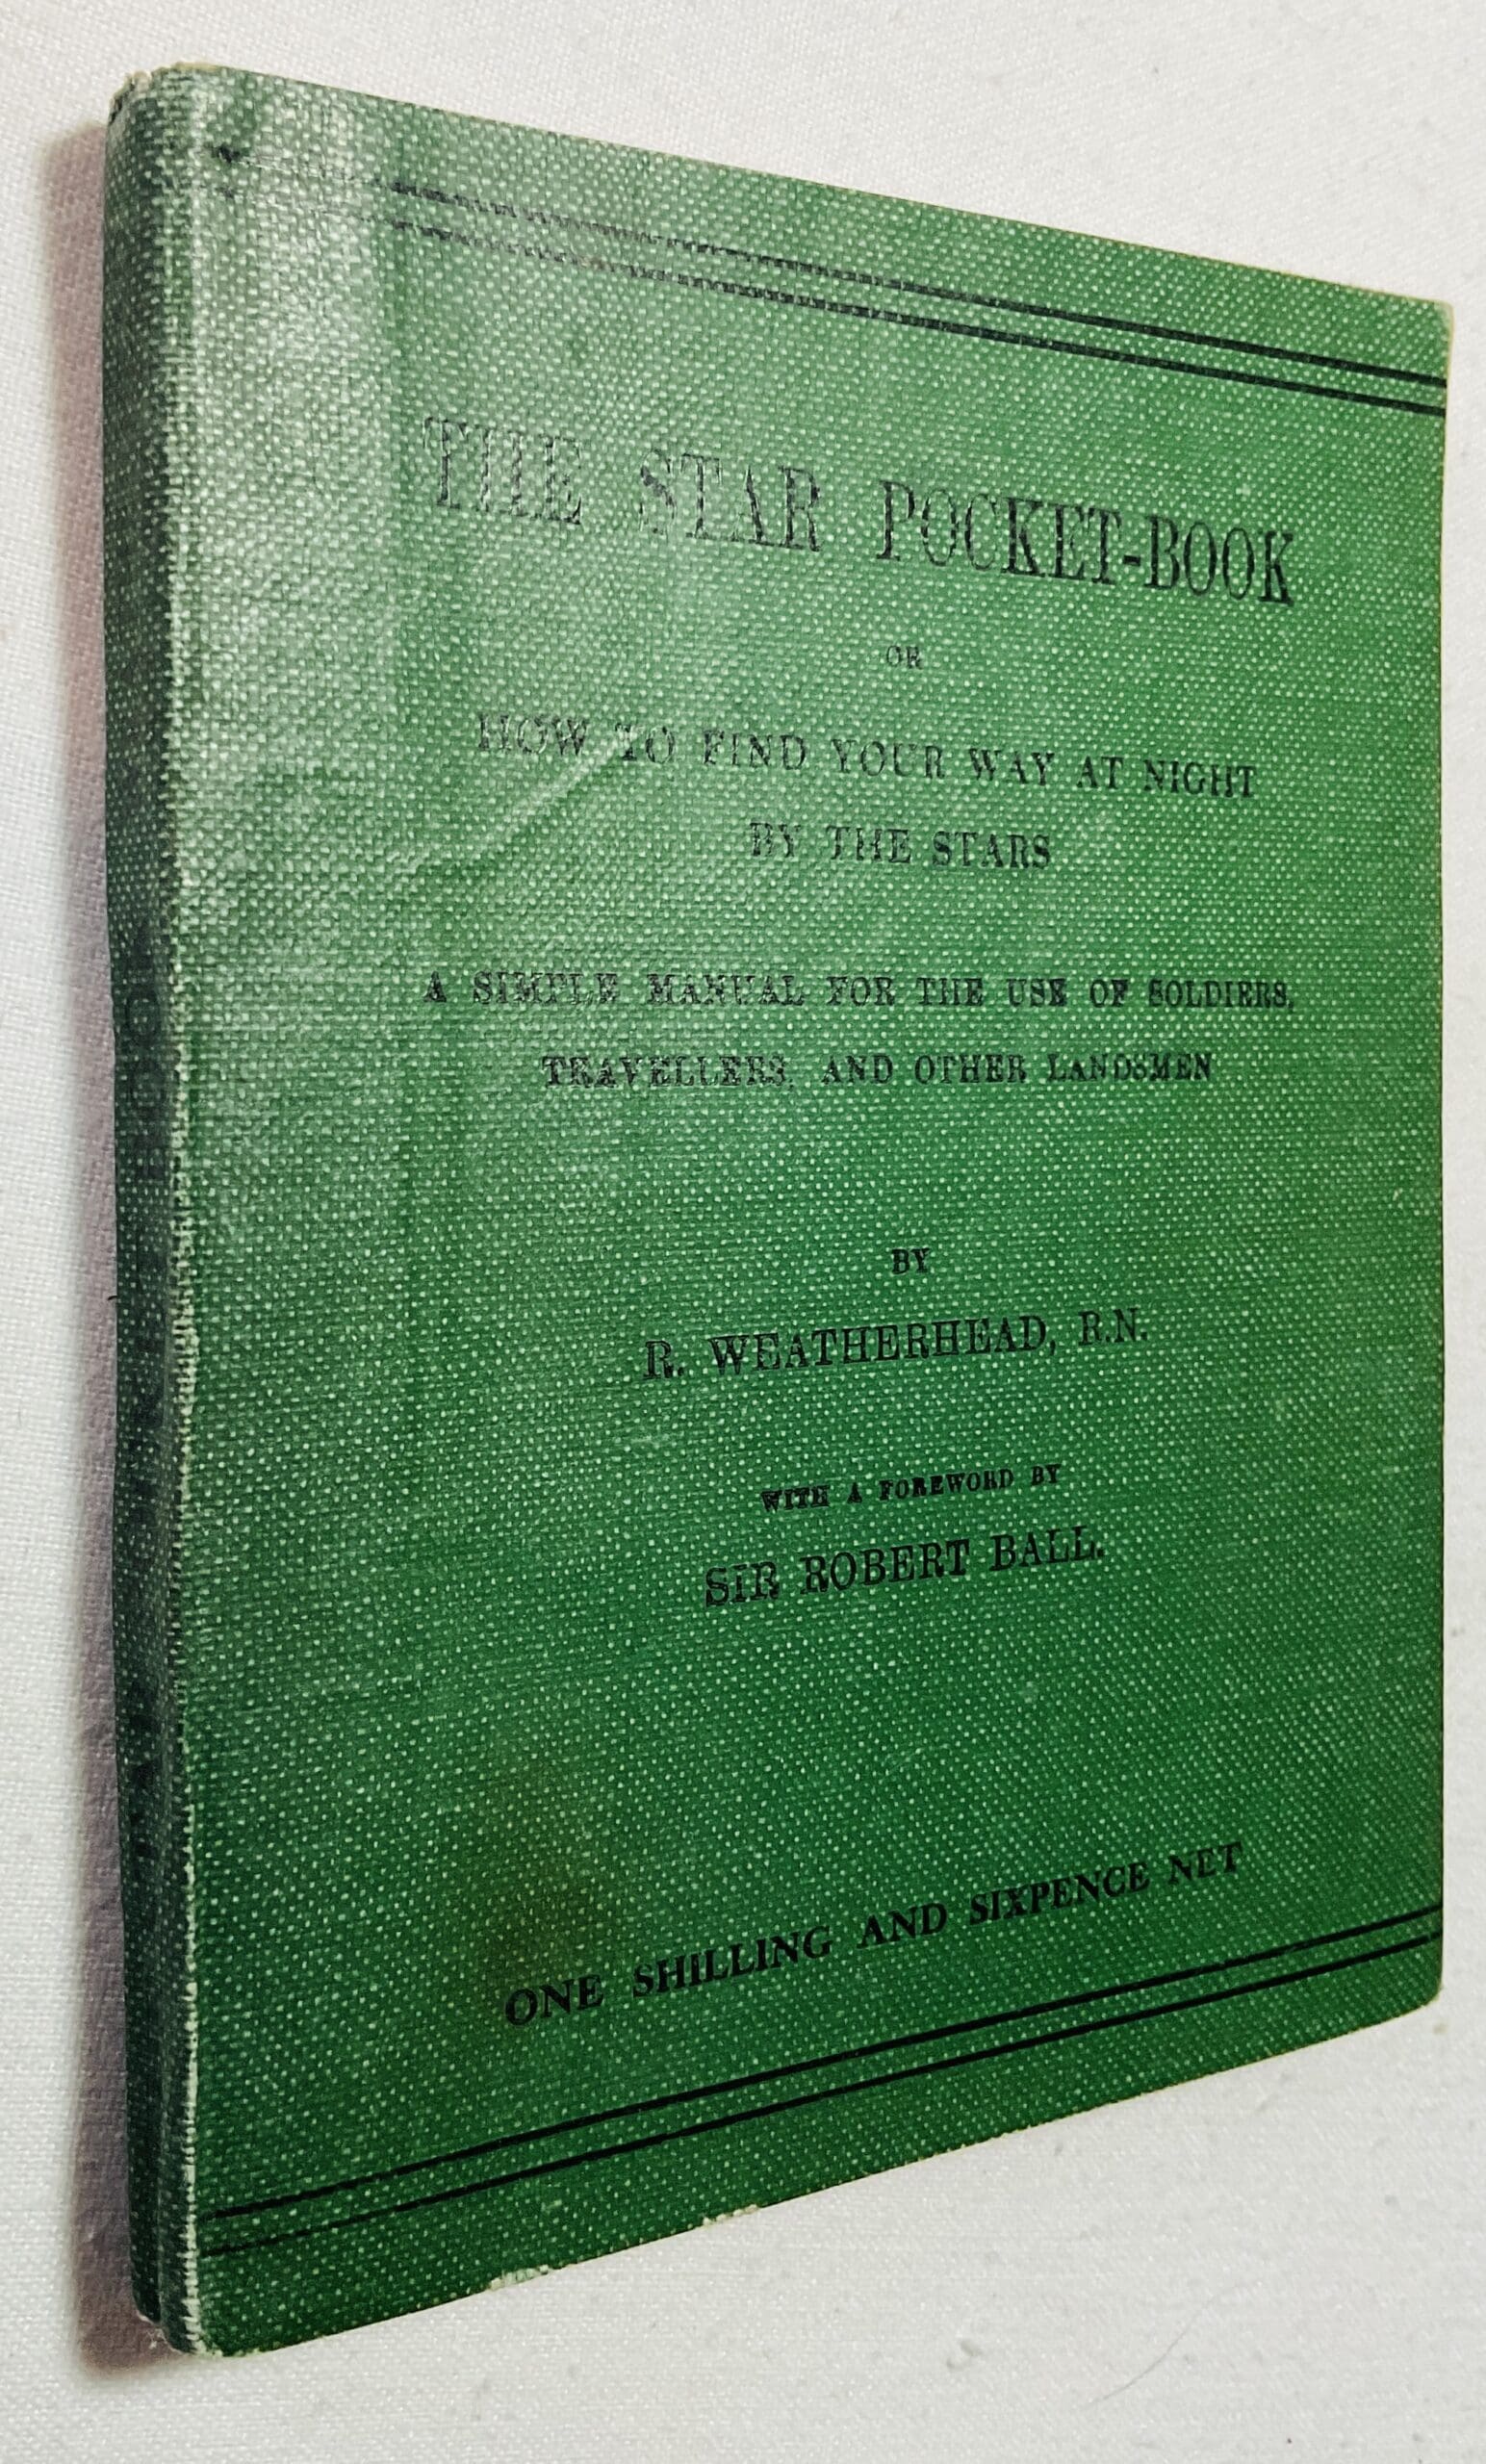 THE STAR POCKET-BOOK
OR
HOW TO FIND YOUR WAY AT NIGHT
BY THE STARS
A SIMPLE MANUAL FOR THE USE OF SOLDIERS,
TRAVELLERS, AND OTHER LANDSMEN
BY
R. WEATHERHEAD, R.N.
WITH A FOREWORD BY
SIR ROBERT BALL.
ONE SHILLING AND SIXPENCE NET